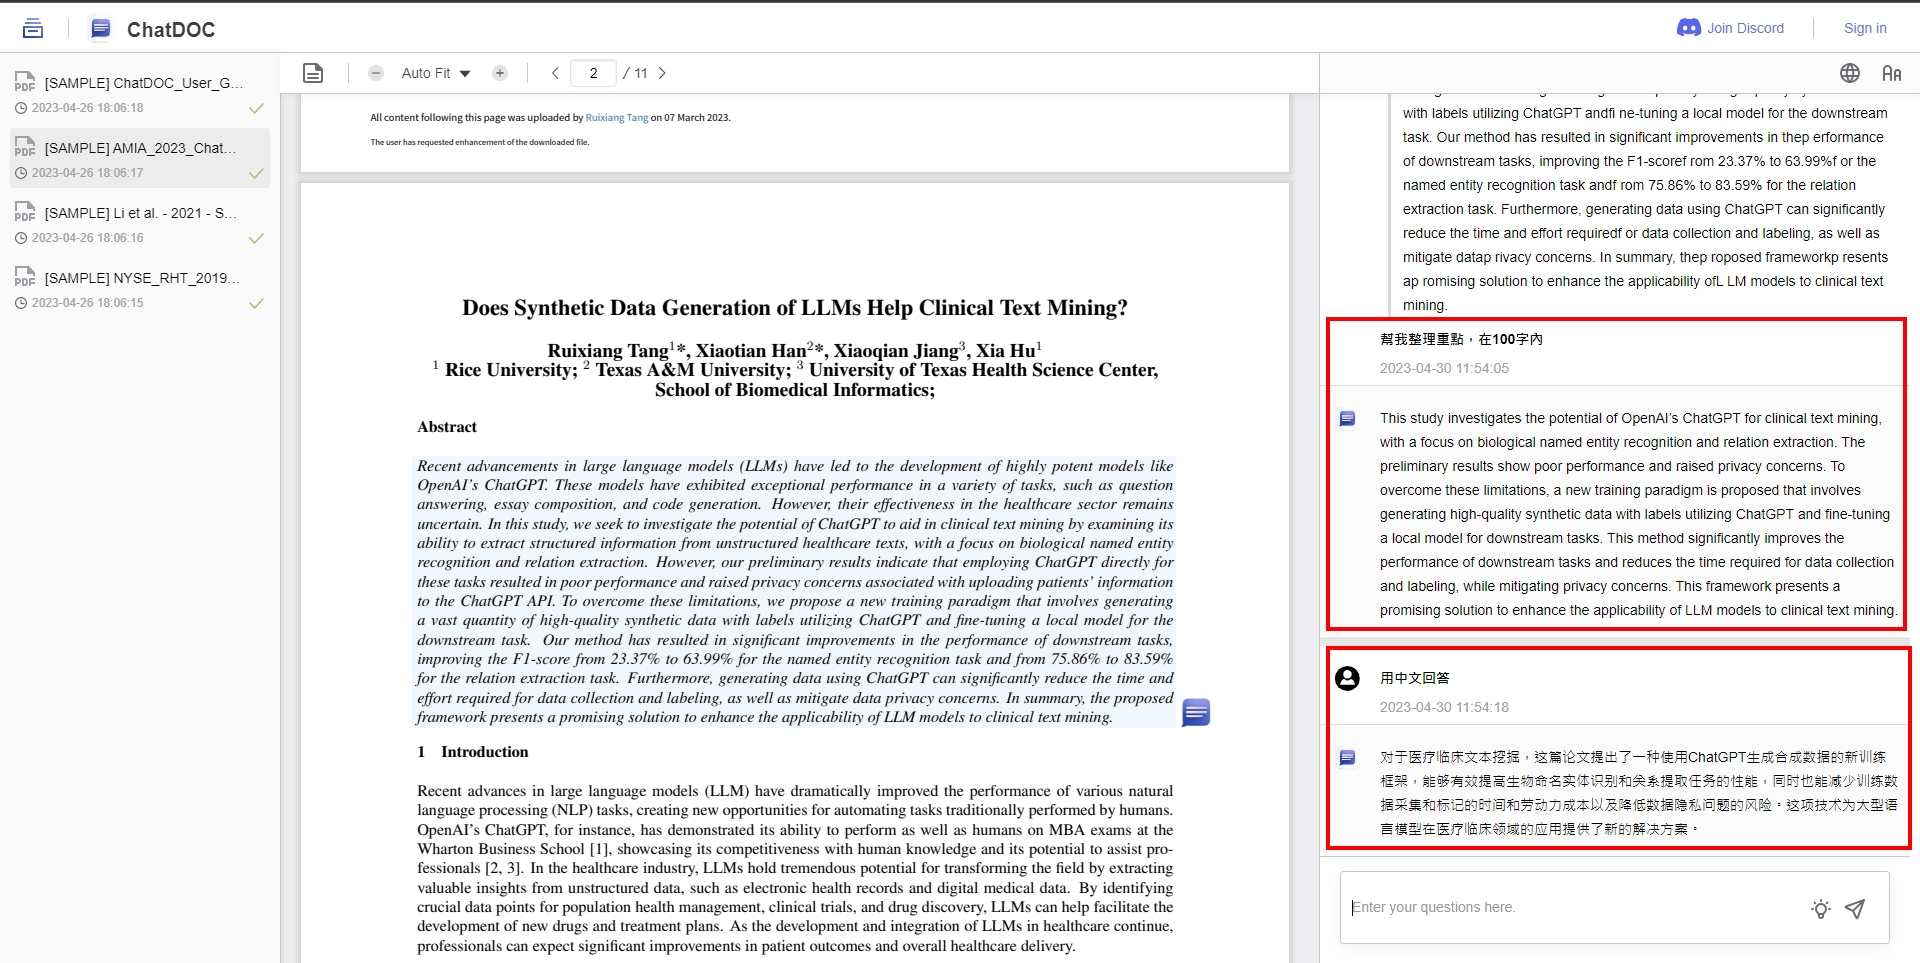 ChatDOC
Join Discord
Sign in
[SAMPLE] ChatDOC_User_G...
2023-04-26 18:06:18
[SAMPLE] AMIA_2023_Chat...
2023-04-26 18:06:17
[SAMPLE] Li et al. - 2021 - S...
2023-04-26 18:06:16
[SAMPLE] NYSE_RHT_2019...
2023-04-26 18:06:15
Auto Fit
2 / 11
All content following this page was uploaded by Ruixiang Tang on 07 March 2023.
The user has requested enhancement of the downloaded file.
Does Synthetic Data Generation of LLMs Help Clinical Text Mining?
Ruixiang Tang1*, Xiaotian Han2*, Xiaoqian Jiang3, Xia Hu1
1 Rice University; 2 Texas A&M University; 3 University of Texas Health Science Center,
School of Biomedical Informatics;
Abstract
Recent advancements in large language models (LLMs) have led to the development of highly potent models like
OpenAI's ChatGPT. These models have exhibited exceptional performance in a variety of tasks, such as question
answering, essay composition, and code generation. However, their effectiveness in the healthcare sector remains
uncertain. In this study, we seek to investigate the potential of ChatGPT to aid in clinical text mining by examining its
ability to extract structured information from unstructured healthcare texts, with a focus on biological named entity
recognition and relation extraction. However, our preliminary results indicate that employing ChatGPT directly for
these tasks resulted in poor performance and raised privacy concerns associated with uploading patients' information
to the ChatGPT API. To overcome these limitations, we propose a new training paradigm that involves generating
a vast quantity of high-quality synthetic data with labels utilizing ChatGPT and fine-tuning a local model for the
downstream task. Our method has resulted in significant improvements in the performance of downstream tasks,
improving the F1-score from 23.37% to 63.99% for the named entity recognition task and from 75.86% to 83.59%
for the relation extraction task. Furthermore, generating data using ChatGPT can significantly reduce the time and
effort required for data collection and labeling, as well as mitigate data privacy concerns. In summary, the proposed
framework presents a promising solution to enhance the applicability of LLM models to clinical text mining.
1 Introduction
Recent advances in large language models (LLM) have dramatically improved the performance of various natural
language processing (NLP) tasks, creating new opportunities for automating tasks traditionally performed by humans.
OpenAI's ChatGPT, for instance, has demonstrated its ability to perform as well as humans on MBA exams at the
Wharton Business School [1], showcasing its competitiveness with human knowledge and its potential to assist pro-
fessionals [2, 3]. In the healthcare industry, LLMs hold tremendous potential for transforming the field by extracting
valuable insights from unstructured data, such as electronic health records and digital medical data. By identifying
crucial data points for population health management, clinical trials, and drug discovery, LLMs can help facilitate the
development of new drugs and treatment plans. As the development and integration of LLMs in healthcare continue,
professionals can expect significant improvements in patient outcomes and overall healthcare delivery.
with labels utilizing ChatGPT andfi ne-tuning a local model for the downstream
task. Our method has resulted in significant improvements in thep erformance
of downstream tasks, improving the F1-scoref rom 23.37% to 63.99%f or the
named entity recognition task andf rom 75.86% to 83.59% for the relation
extraction task. Furthermore, generating data using ChatGPT can significantly
reduce the time and effort requiredf or data collection and labeling, as well as
mitigate datap rivacy concerns. In summary, thep roposed frameworkp resents
ap romising solution to enhance the applicability ofL LM models to clinical text
mining.
幫我整理重點，在100字內
2023-04-30 11:54:05
This study investigates the potential of OpenAI's ChatGPT for clinical text mining,
with a focus on biological named entity recognition and relation extraction. The
preliminary results show poor performance and raised privacy concerns. To
overcome these limitations, a new training paradigm is proposed that involves
generating high-quality synthetic data with labels utilizing ChatGPT and fine-tuning
a local model for downstream tasks. This method significantly improves the
performance of downstream tasks and reduces the time required for data collection
and labeling, while mitigating privacy concerns. This framework presents a
promising solution to enhance the applicability of LLM models to clinical text mining.
用中文回答
2023-04-30 11:54:18
对于医疗临床文本挖掘，这篇论文提出了一种使用ChatGPT生成合成数据的新训练
框架，能够有效提高生物命名实体识别和关系提取任务的性能，同时也能减少训练数
据采集和标记的时间和劳动力成本以及降低数据隐私问题的风险。这项技术为大型语
言模型在医疗临床领域的应用提供了新的解决方案。
Enter your questions here.